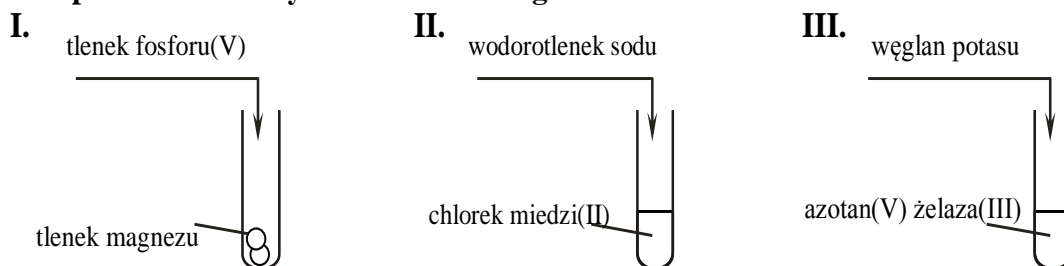 I.
tlenek fosforu(V)
tlenek magnezu
II.
wodorotlenek sodu
chlorek miedzi(II)
III.
węglan potasu
azotan(V) żelaza(III)